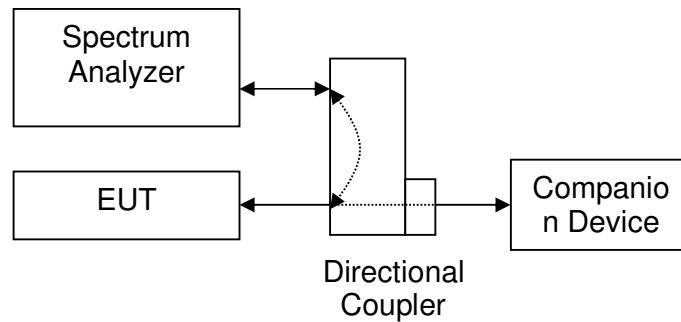 Spectrum
Analyzer
EUT
Companio
n Device
Directional
Coupler